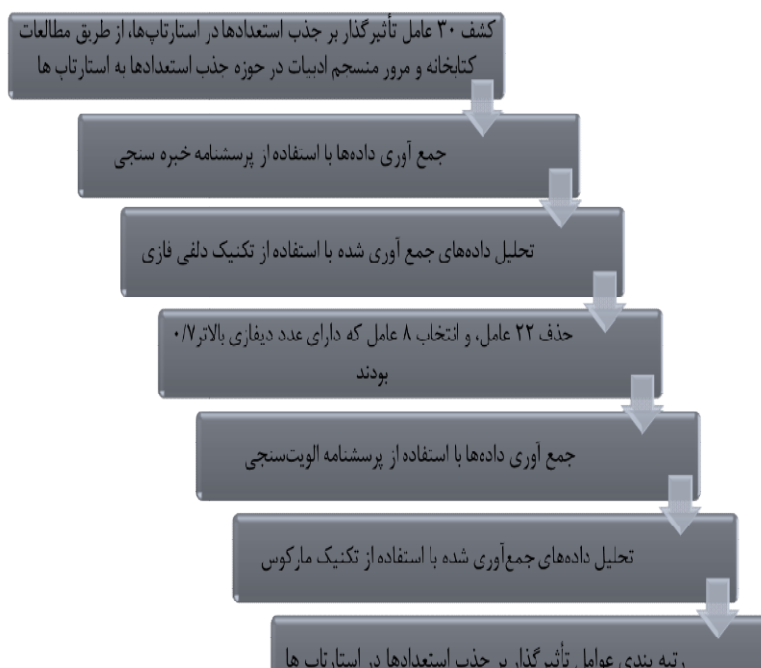 کشف ۳۰ عامل تأثیرگذار بر جذب استعدادها در استارتاپ‌ها، از طریق مطالعات
کتابخانه و مرور منسجم ادبیات در حوزه جذب استعدادها به استارتاپ ها
جمع آوری داده‌ها با استفاده از پرسشنامه خبره سنجی
تحلیل داده‌های جمع آوری شده با استفاده از تکنیک دلفی فازی
حذف ۲۲ عامل، و انتخاب ۸ عامل که دارای عدد دیفازی بالاتر ۰/۷
بودند
جمع آوری داده‌ها با استفاده از پرسشنامه الویت‌سنجی
تحلیل داده‌های جمع‌آوری شده با استفاده از تکنیک مارکوس
رتبه بندی عوامل تأثیرگذار بر جذب استعدادها در استارتاپ ها